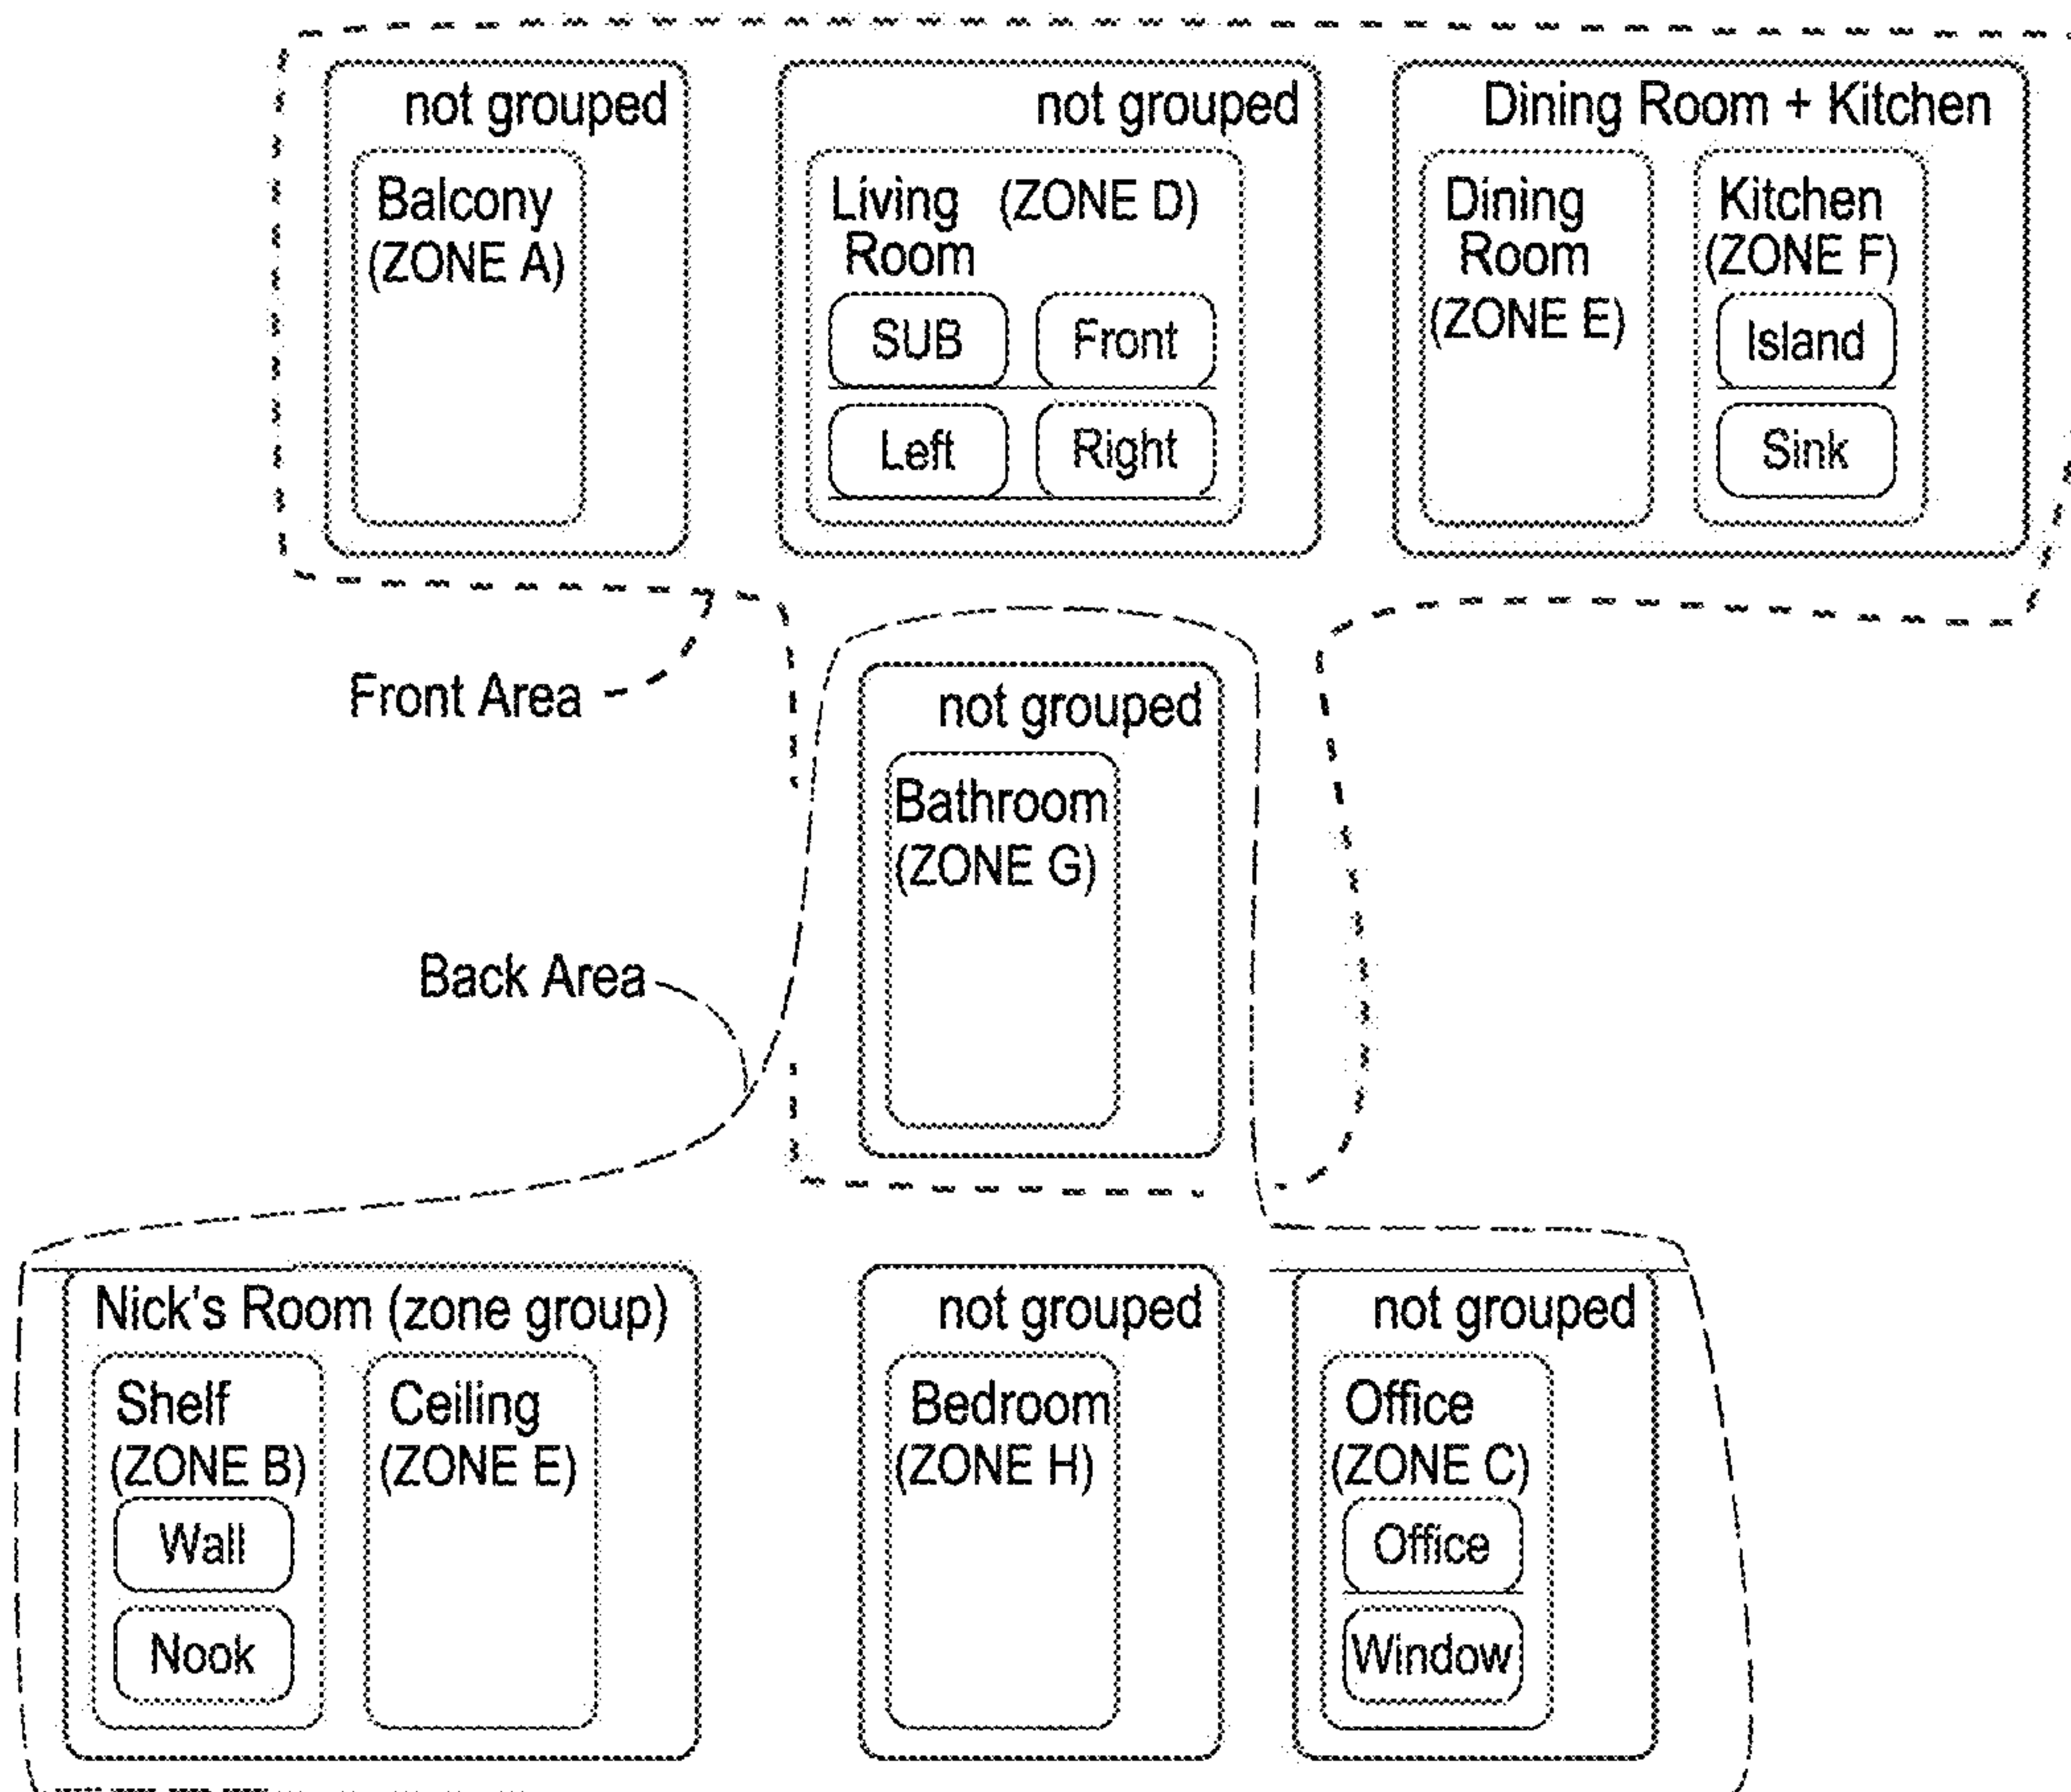 not grouped
Balcony
(ZONE A)
not grouped
Living (ZONE D)
Room
SUB
Front
Left
Right
Dining Room + Kitchen
Dining
Room
(ZONE E)
Kitchen
(ZONE F)
Island
Sink
Front Area
not grouped
Bathroom
(ZONE G)
Back Area
Nick's Room (zone group)
Shelf
(ZONE B)
Wall
Nook
Ceiling
(ZONE E)
not grouped
Bedroom
(ZONE H)
not grouped
Office
(ZONE C)
Office
Window